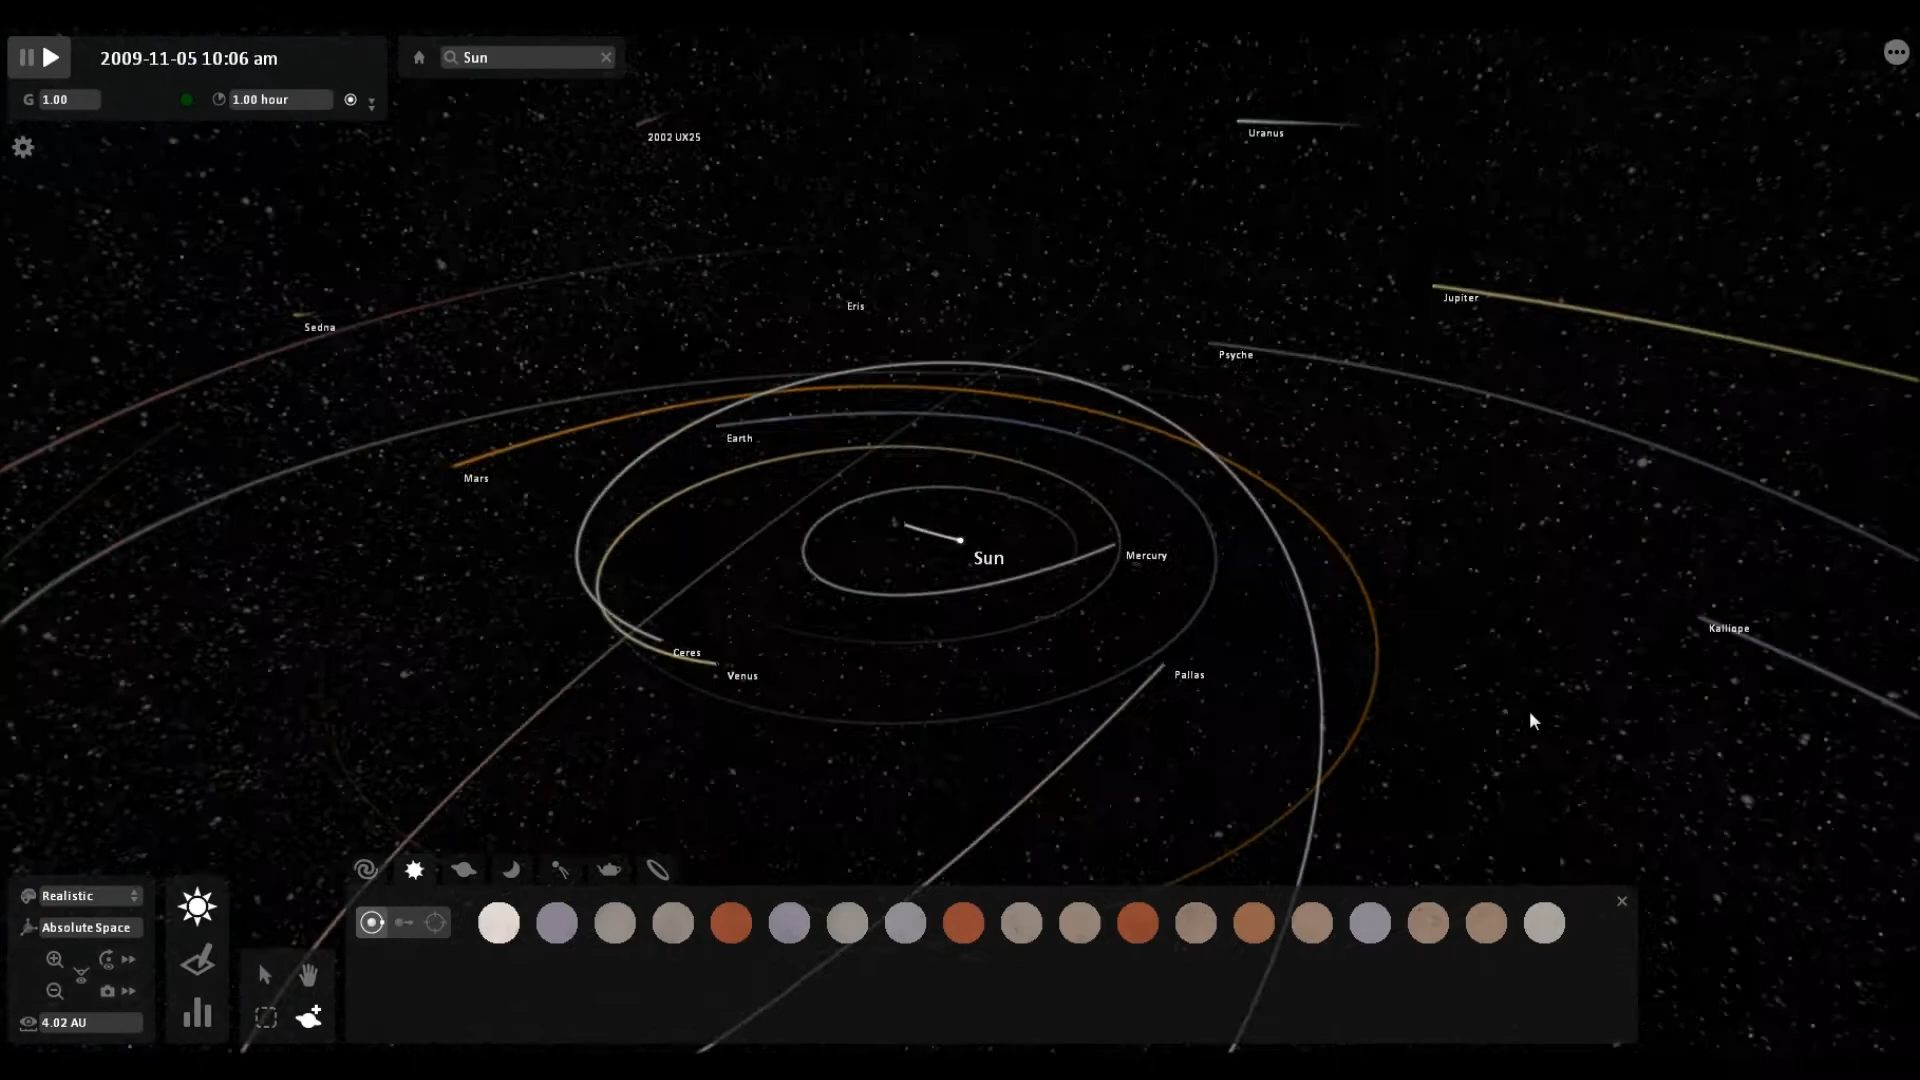 2009-11-05 10:06 am
Sun
G 1.00
1.00 hour
2002 UX25
Uranus
Jupiter
Eris
Sedna
Psyche
Earth
Mars
Sun
Mercury
Kalliope
Ceres
Venus
Pallas
Realistic
Absolute Space
4.02 AU